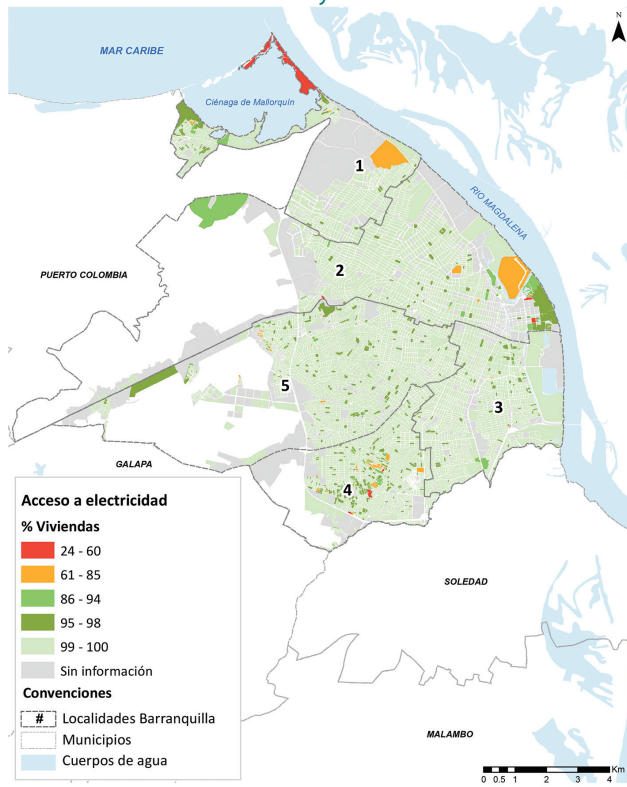 N
MAR CARIBE
Ciénaga de Mallorquín
1
RIO MAGDALENA
2
PUERTO COLOMBIA
5
3
GALAPA
4
Acceso a electricidad
% Viviendas
24 - 60
61 - 85
86 - 94
95 - 98
99 - 100
Sin información
Convenciones
# Localidades Barranquilla
Municipios
Cuerpos de agua
SOLEDAD
MALAMBO
Km
0 0.5 1 2 3 4